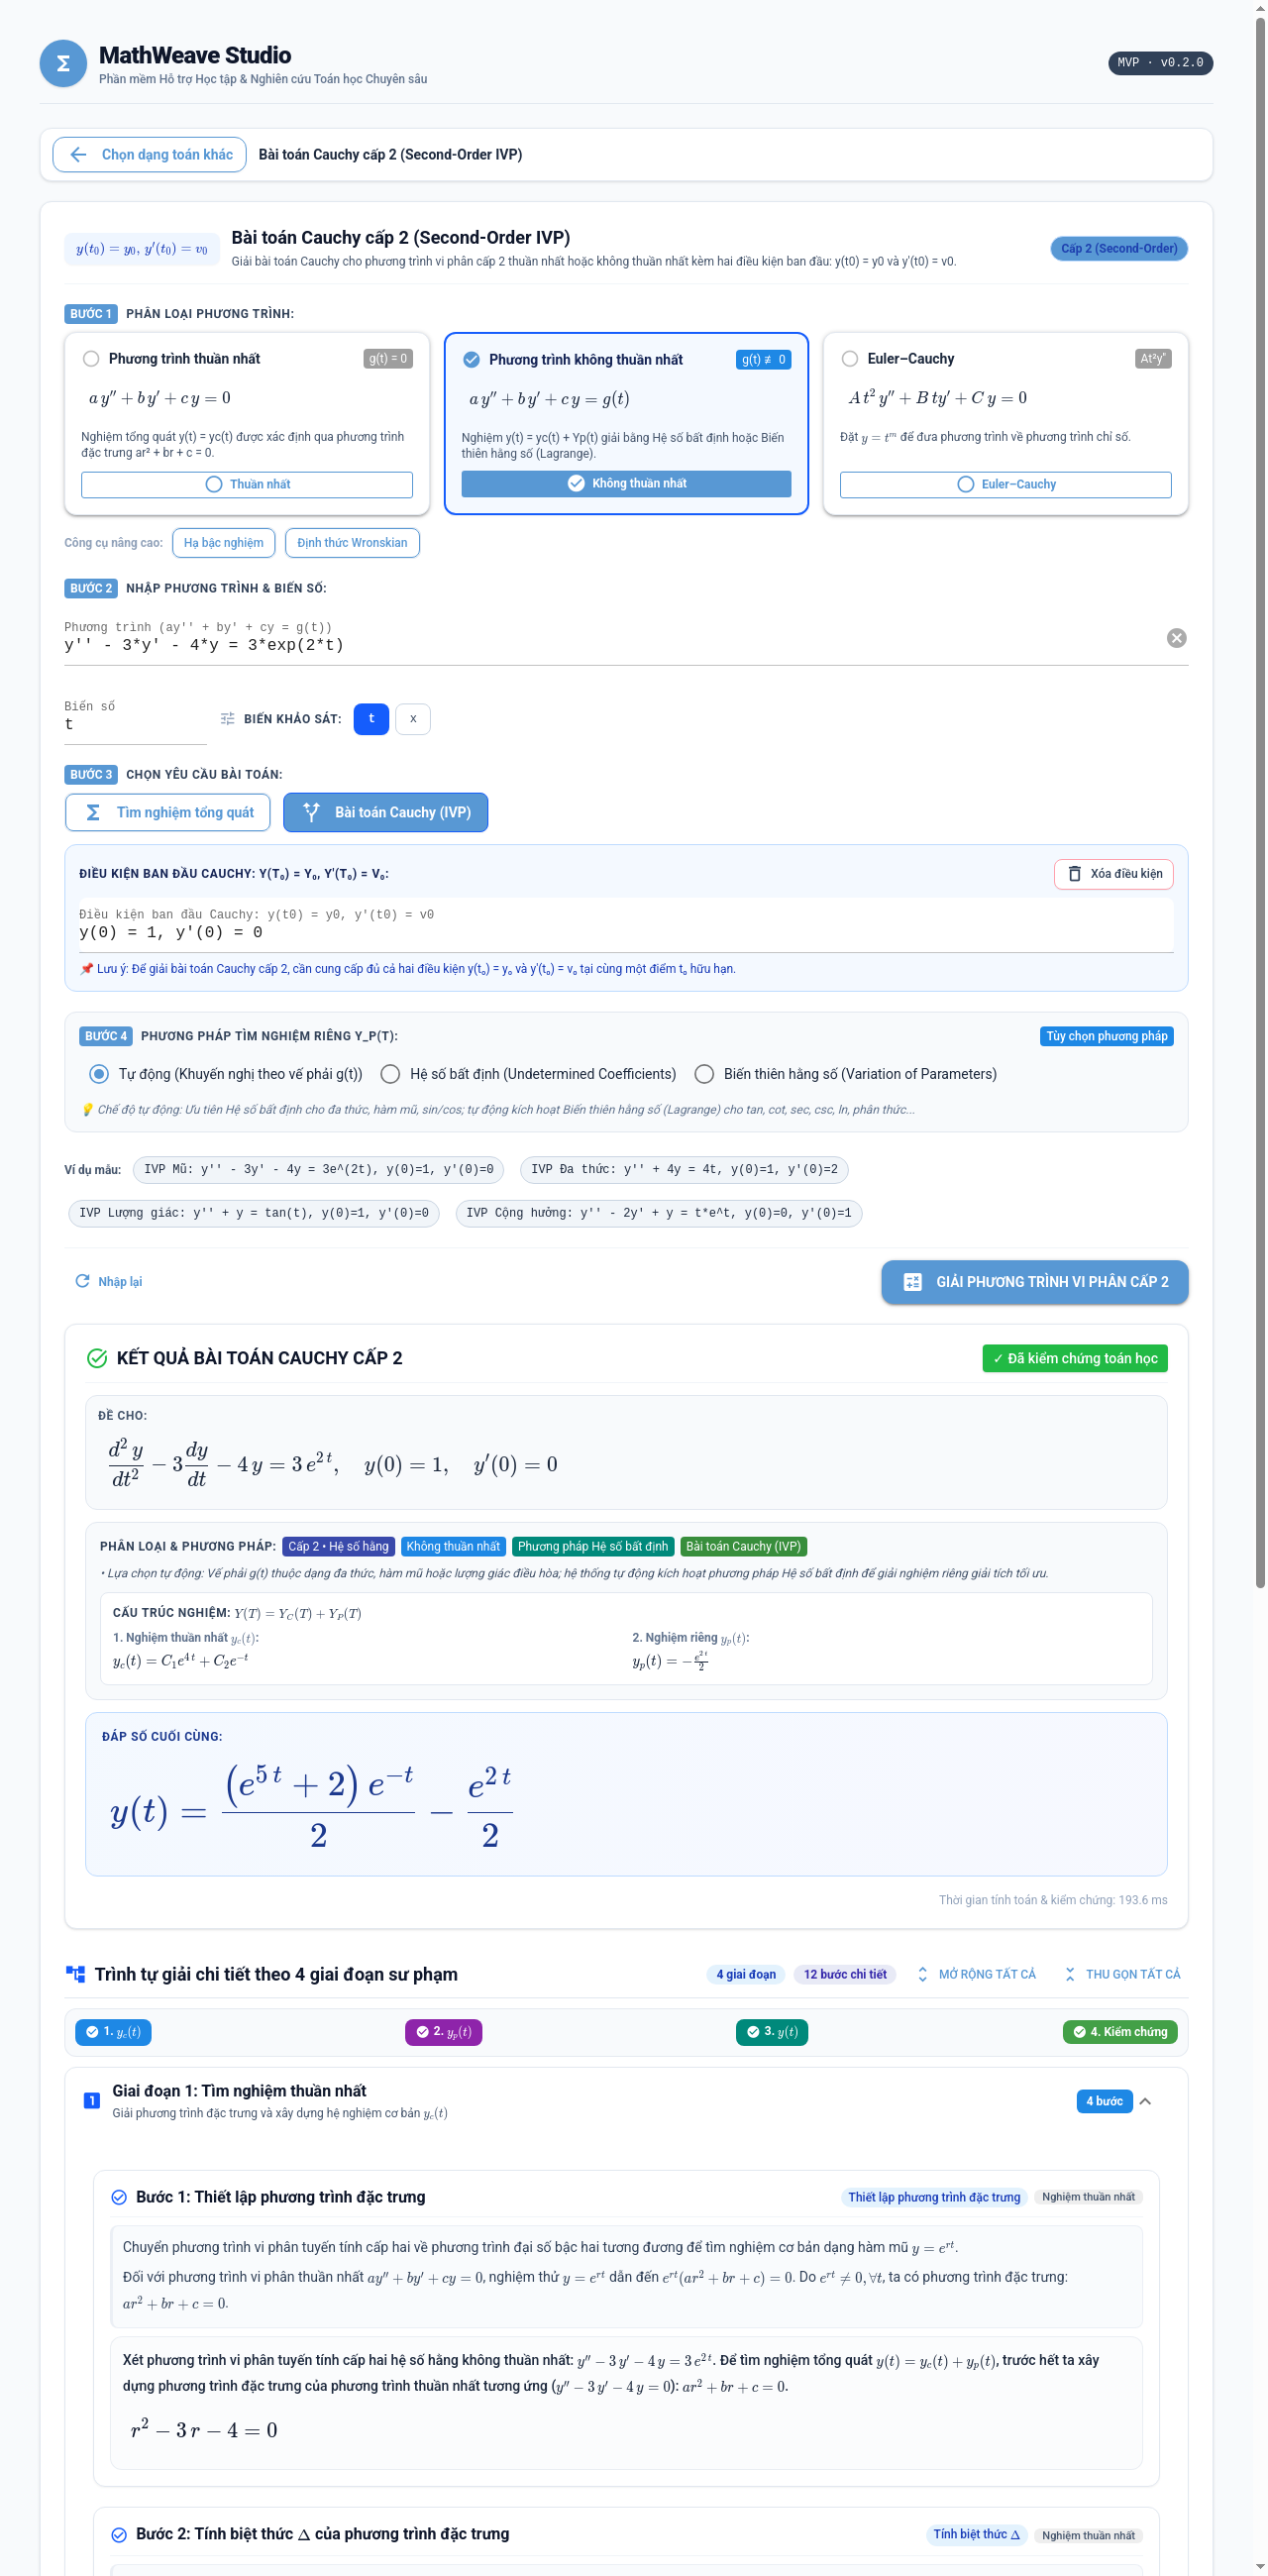 MathWeave Studio
Phần mềm Hỗ trợ Học tập & Nghiên cứu Toán học Chuyên sâu
MVP · v0.2.0
Chọn dạng toán khác
Bài toán Cauchy cấp 2 (Second-Order IVP)
y(t₀) = y₀, y′(t₀) = v₀
Bài toán Cauchy cấp 2 (Second-Order IVP)
Giải bài toán Cauchy cho phương trình vi phân cấp 2 thuần nhất hoặc không thuần nhất kèm hai điều kiện ban đầu: y(t0) = y0 và y'(t0) = v0.
Cấp 2 (Second-Order)
BƯỚC 1 PHÂN LOẠI PHƯƠNG TRÌNH:
Phương trình thuần nhất
g(t) = 0
a y″ + b y′ + c y = 0
Nghiệm tổng quát y(t) = yc(t) được xác định qua phương trình
đặc trưng ar² + br + c = 0.
Thuần nhất
Phương trình không thuần nhất
g(t) ≢ 0
a y″ + b y′ + c y = g(t)
Nghiệm y(t) = yc(t) + Yp(t) giải bằng Hệ số bất định hoặc Biến
thiên hằng số (Lagrange).
Không thuần nhất
Euler–Cauchy
At²y''
A t² y″ + B ty′ + C y = 0
Đặt y = tᵐ để đưa phương trình về phương trình chỉ số.
Euler–Cauchy
Công cụ nâng cao:
Hạ bậc nghiệm
Định thức Wronskian
BƯỚC 2 NHẬP PHƯƠNG TRÌNH & BIẾN SỐ:
Phương trình (ay'' + by' + cy = g(t))
y'' - 3*y' - 4*y = 3*exp(2*t)
Biến số
t
BIẾN KHẢO SÁT:
t
x
BƯỚC 3 CHỌN YÊU CẦU BÀI TOÁN:
Tìm nghiệm tổng quát
Bài toán Cauchy (IVP)
ĐIỀU KIỆN BAN ĐẦU CAUCHY: Y(T₀) = Y₀, Y'(T₀) = V₀:
Xóa điều kiện
Điều kiện ban đầu Cauchy: y(t0) = y0, y'(t0) = v0
y(0) = 1, y'(0) = 0
📌 Lưu ý: Để giải bài toán Cauchy cấp 2, cần cung cấp đủ cả hai điều kiện y(t₀) = y₀ và y'(t₀) = v₀ tại cùng một điểm t₀ hữu hạn.
BƯỚC 4 PHƯƠNG PHÁP TÌM NGHIỆM RIÊNG Y_P(T):
Tùy chọn phương pháp
Tự động (Khuyến nghị theo vế phải g(t))
Hệ số bất định (Undetermined Coefficients)
Biến thiên hằng số (Variation of Parameters)
💡 Chế độ tự động: Ưu tiên Hệ số bất định cho đa thức, hàm mũ, sin/cos; tự động kích hoạt Biến thiên hằng số (Lagrange) cho tan, cot, sec, csc, ln, phân thức...
Ví dụ mẫu:
IVP Mũ: y'' - 3y' - 4y = 3e^(2t), y(0)=1, y'(0)=0
IVP Đa thức: y'' + 4y = 4t, y(0)=1, y'(0)=2
IVP Lượng giác: y'' + y = tan(t), y(0)=1, y'(0)=0
IVP Cộng hưởng: y'' - 2y' + y = t*e^t, y(0)=0, y'(0)=1
Nhập lại
GIẢI PHƯƠNG TRÌNH VI PHÂN CẤP 2
KẾT QUẢ BÀI TOÁN CAUCHY CẤP 2
✓ Đã kiểm chứng toán học
ĐỀ CHO:
d² y/dt² − 3 dy/dt − 4 y = 3 e^{2 t},  y(0) = 1,  y′(0) = 0
PHÂN LOẠI & PHƯƠNG PHÁP:
Cấp 2 • Hệ số hằng
Không thuần nhất
Phương pháp Hệ số bất định
Bài toán Cauchy (IVP)
• Lựa chọn tự động: Vế phải g(t) thuộc dạng đa thức, hàm mũ hoặc lượng giác điều hòa; hệ thống tự động kích hoạt phương pháp Hệ số bất định để giải nghiệm riêng giải tích tối ưu.
CẤU TRÚC NGHIỆM: Y(T) = Y_C(T) + Y_P(T)
1. Nghiệm thuần nhất y_c(t):
y_c(t) = C₁e^{4 t} + C₂e^{−t}
2. Nghiệm riêng y_p(t):
y_p(t) = −e^{2 t}/2
ĐÁP SỐ CUỐI CÙNG:
y(t) = (e^{5 t} + 2) e^{−t}/2 − e^{2 t}/2
Thời gian tính toán & kiểm chứng: 193.6 ms
Trình tự giải chi tiết theo 4 giai đoạn sư phạm
4 giai đoạn
12 bước chi tiết
MỞ RỘNG TẤT CẢ
THU GỌN TẤT CẢ
1. y_c(t)
2. y_p(t)
3. y(t)
4. Kiểm chứng
1
Giai đoạn 1: Tìm nghiệm thuần nhất
Giải phương trình đặc trưng và xây dựng hệ nghiệm cơ bản y_c(t)
4 bước
Bước 1: Thiết lập phương trình đặc trưng
Thiết lập phương trình đặc trưng
Nghiệm thuần nhất
Chuyển phương trình vi phân tuyến tính cấp hai về phương trình đại số bậc hai tương đương để tìm nghiệm cơ bản dạng hàm mũ y = e^{rt}.
Đối với phương trình vi phân thuần nhất ay″ + by′ + cy = 0, nghiệm thử y = e^{rt} dẫn đến e^{rt}(ar² + br + c) = 0. Do e^{rt} ≠ 0, ∀t, ta có phương trình đặc trưng:
ar² + br + c = 0.
Xét phương trình vi phân tuyến tính cấp hai hệ số hằng không thuần nhất: y″ − 3 y′ − 4 y = 3 e^{2 t}. Để tìm nghiệm tổng quát y(t) = y_c(t) + y_p(t), trước hết ta xây
dựng phương trình đặc trưng của phương trình thuần nhất tương ứng (y″ − 3 y′ − 4 y = 0): ar² + br + c = 0.
r² − 3 r − 4 = 0
Bước 2: Tính biệt thức Δ của phương trình đặc trưng
Tính biệt thức Δ
Nghiệm thuần nhất